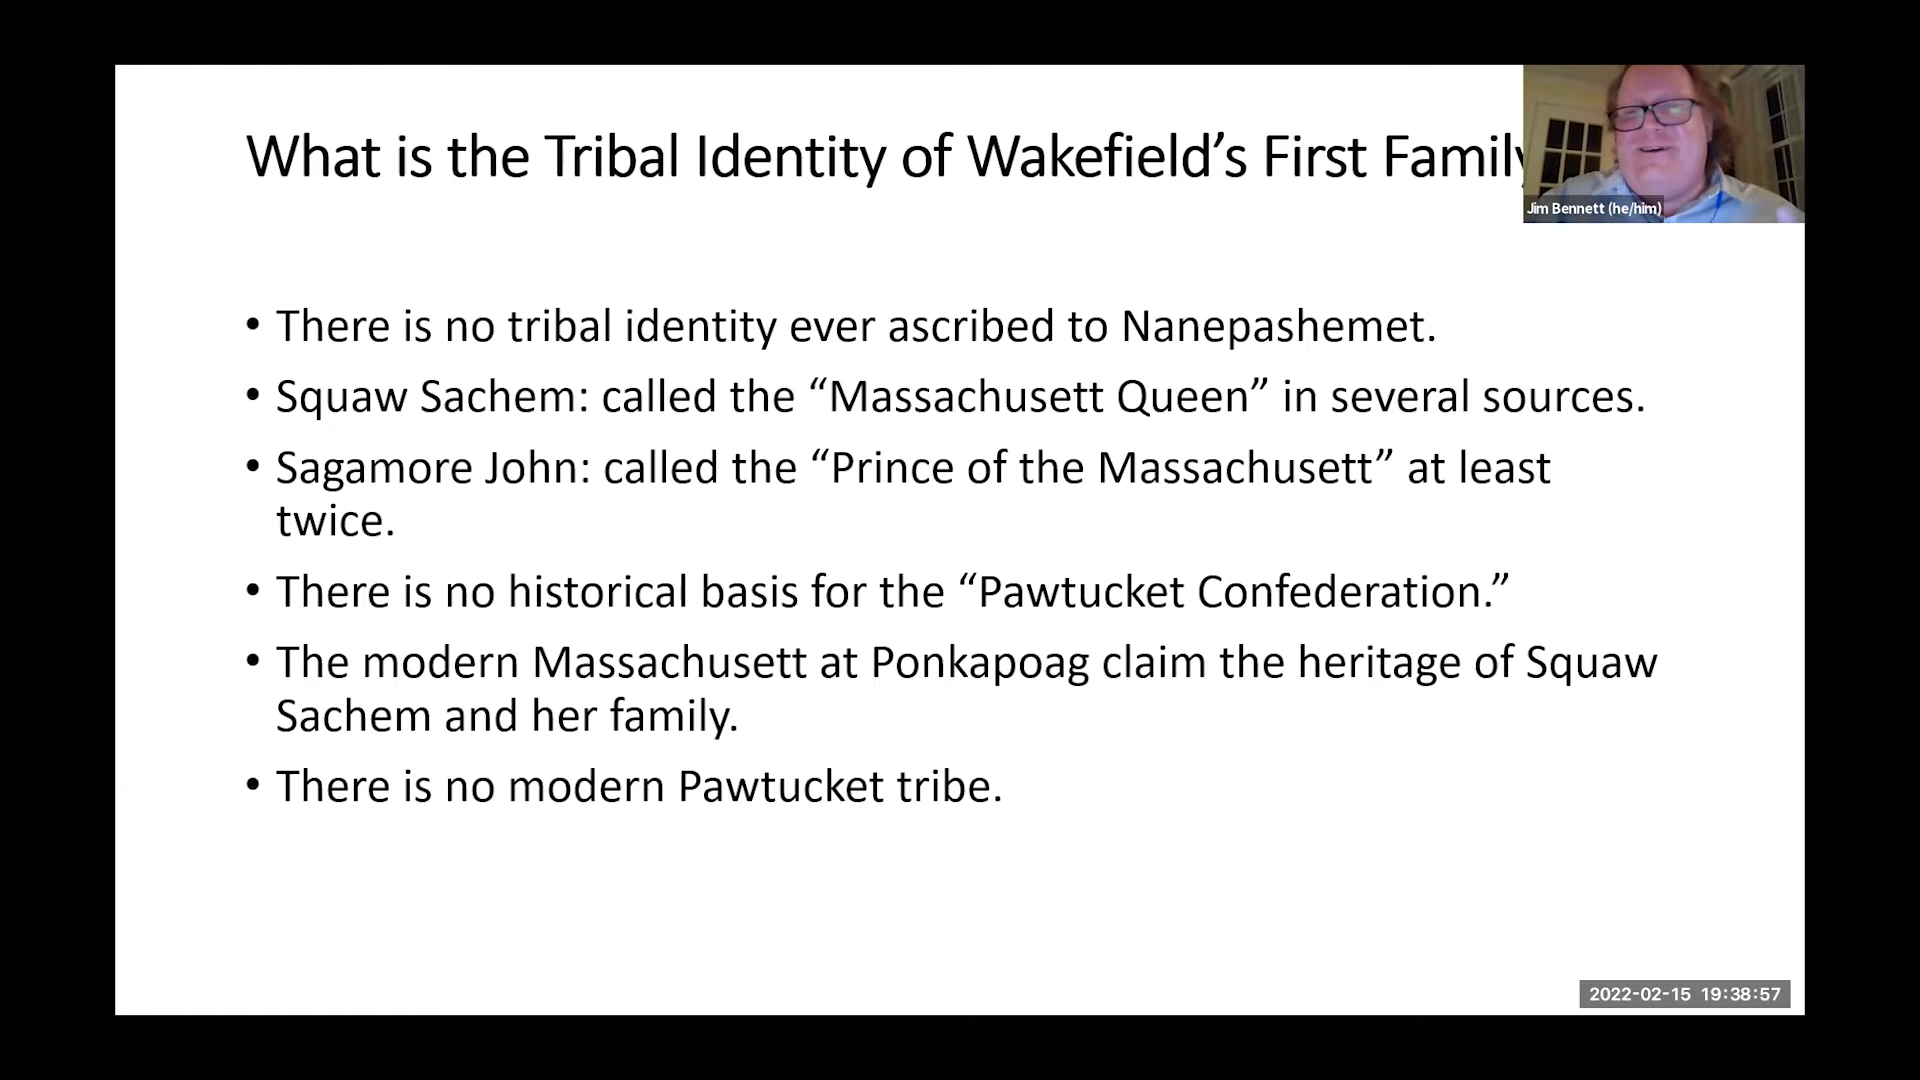 What is the Tribal Identity of Wakefield’s First Family
Jim Bennett (he/him)
• There is no tribal identity ever ascribed to Nanepashemet.
• Squaw Sachem: called the “Massachusett Queen” in several sources.
• Sagamore John: called the “Prince of the Massachusett” at least
twice.
• There is no historical basis for the “Pawtucket Confederation.”
• The modern Massachusett at Ponkapoag claim the heritage of Squaw
Sachem and her family.
• There is no modern Pawtucket tribe.
2022-02-15 19:38:57